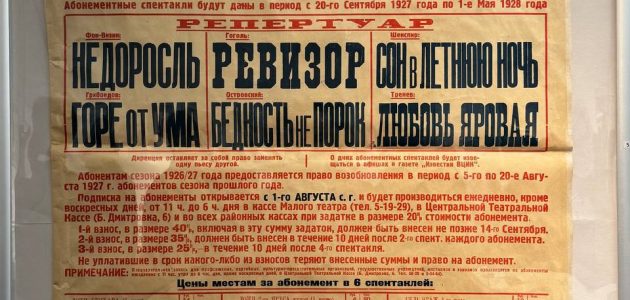 Абонементные спектакли будут даны в период с 20-го Сентября 1927 года по 1-е Мая 1928 года
РЕПЕРТУАР
Фон-Визин:
НЕДОРОСЛЬ
Гоголь:
РЕВИЗОР
Шекспир:
СОН В ЛЕТНЮЮ НОЧЬ
Грибоедов:
ГОРЕ ОТ УМА
Островский:
БЕДНОСТЬ НЕ ПОРОК
Тренев:
ЛЮБОВЬ ЯРОВАЯ
Дирекция оставляет за собой право заменять
одну пьесу другой.
О днях абонементных спектаклей будет изве-
щаться в афишах и газете „Известия ВЦИК".
Абонентам сезона 1926/27 года предоставляется право возобновления в период с 5-го по 20-е Авгу-
ста 1927 г. абонементов сезона прошлого года.
Подписка на абонементы открывается с 1-го АВГУСТА с. г. и будет производиться ежедневно, кроме
воскресных дней, от 11 ч. до 6 ч. дня в кассе Малого театра (тел. 5-19-29), в Центральной Театральной
Кассе (Б. Дмитровка, 6) и во всех районных кассах при задатке в размере 20% стоимости абонемента.
1-й взнос, в размере 40%, включая в эту сумму задаток, должен быть внесен не позже 14-го Сентября.
2-й взнос, в размере 35%, должен быть внесен в течение 10 дней после 2-го спект. каждого абонемента.
3-й взнос, в размере 25%,-в течение 10 дней после 4-го спектакля.
Не уплатившие в срок какого-либо из взносов теряют внесенные суммы и право на абонемент.
ПРИМЕЧАНИЕ:
Цены местам за абонемент в 6 спектаклей: